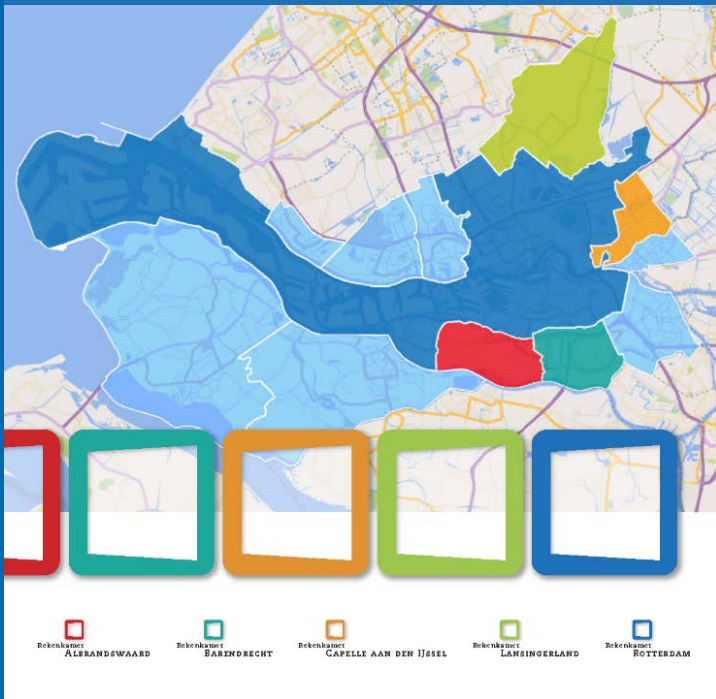 Rekenkamer
ALBRANDSWAARD
Rekenkamer
BARENDRECHT
Rekenkamer
CAPELLE AAN DEN IJSSEL
Rekenkamer
LANSINGERLAND
Rekenkamer
ROTTERDAM